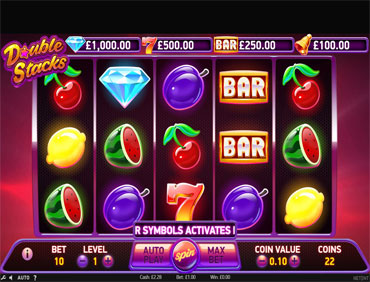 Double Stacks
£1,000.00 7 £500.00 BAR £250.00 £100.00
BAR
BAR
7
R SYMBOLS ACTIVATES
i BET LEVEL AUTO PLAY spin MAX BET COIN VALUE COINS
10 - 1 + - 0.10 + 22
AUTO ? Cash: £2.28 Bet: £1.00 Win: £0.00 NETENT